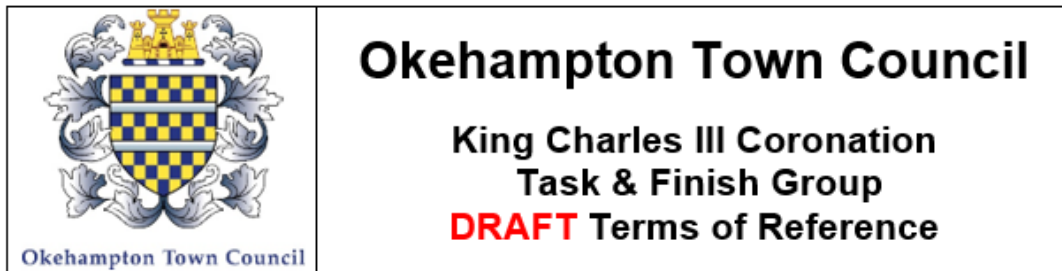 Okehampton Town Council
Okehampton Town Council
King Charles III Coronation
Task & Finish Group
DRAFT Terms of Reference